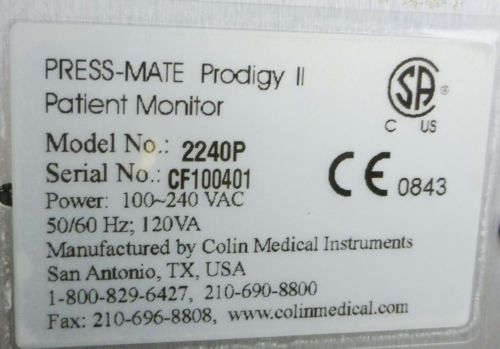 PRESS-MATE Prodigy II
Patient Monitor
Model No.: 2240P
Serial No.: CF100401
Power: 100~240 VAC
50/60 Hz; 120VA
Manufactured by Colin Medical Instruments
San Antonio, TX, USA
1-800-829-6427, 210-690-8800
Fax: 210-696-8808, www.colinmedical.com
SA
®
C US
CE 0843